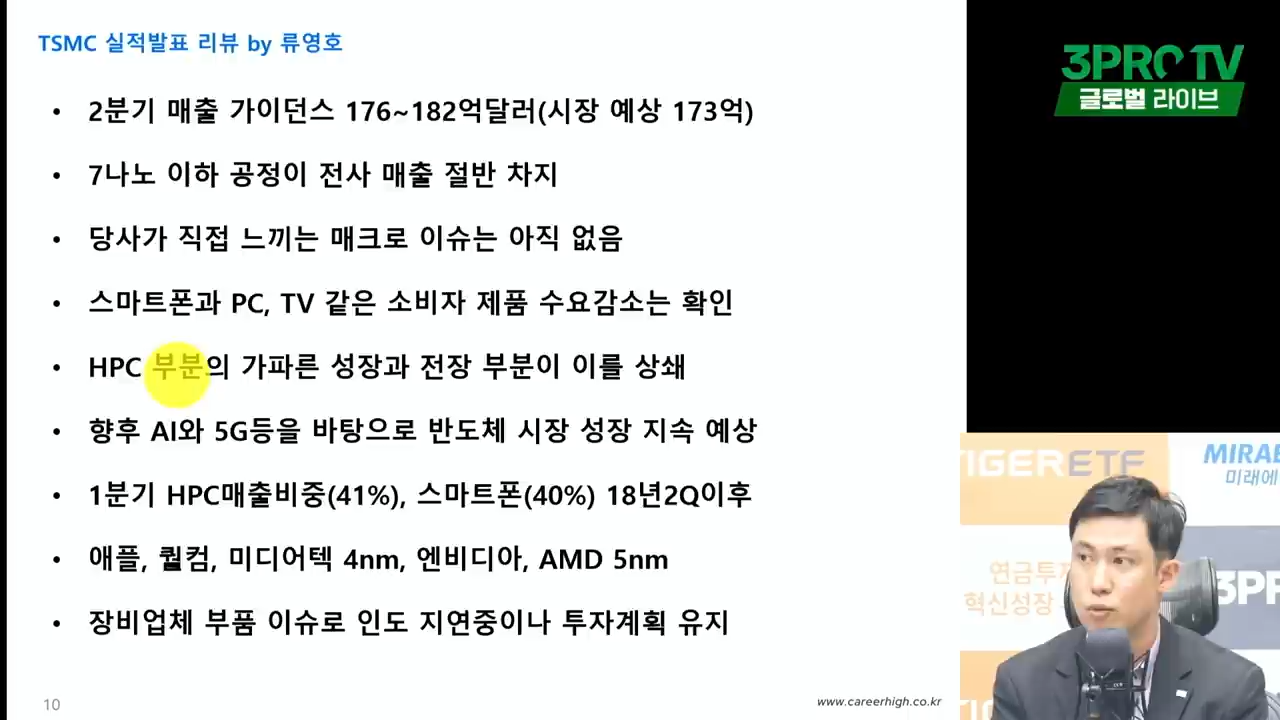 TSMC 실적발표 리뷰 by 류영호
• 2분기 매출 가이던스 176~182억달러(시장 예상 173억)
• 7나노 이하 공정이 전사 매출 절반 차지
• 당사가 직접 느끼는 매크로 이슈는 아직 없음
• 스마트폰과 PC, TV 같은 소비자 제품 수요감소는 확인
• HPC 부분의 가파른 성장과 전장 부분이 이를 상쇄
• 향후 AI와 5G등을 바탕으로 반도체 시장 성장 지속 예상
• 1분기 HPC매출비중(41%), 스마트폰(40%) 18년2Q이후
• 애플, 퀄컴, 미디어텍 4nm, 엔비디아, AMD 5nm
• 장비업체 부품 이슈로 인도 지연중이나 투자계획 유지
10
www.careerhigh.co.kr
3PRO TV
글로벌 라이브
TIGERETF
MIRAE
미래에
연금투자
혁신성장
3PR